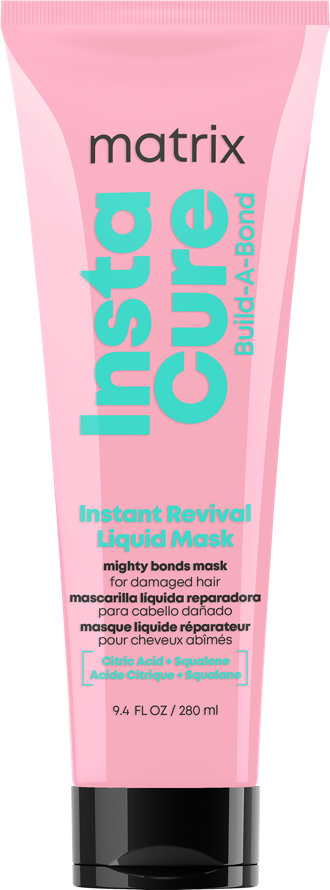 matrix
Insta
Cure
Build-A-Bond
Instant Revival
Liquid Mask
mighty bonds mask
for damaged hair
mascarilla líquida reparadora
para cabello dañado
masque liquide réparateur
pour cheveux abîmés
Citric Acid + Squalene
Acide Citrique + Squalane
9.4 FL OZ / 280 ml